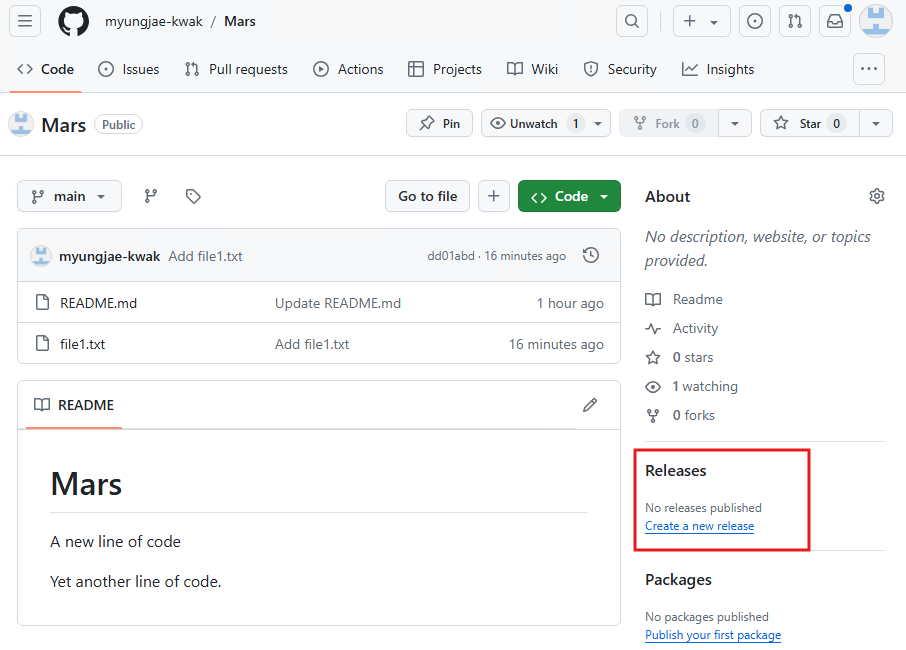 myungjae-kwak / Mars
Code Issues Pull requests Actions Projects Wiki Security Insights
Mars Public Pin Unwatch 1 Fork 0 Star 0
main Go to file Code
myungjae-kwak Add file1.txt dd01abd · 16 minutes ago
README.md Update README.md 1 hour ago
file1.txt Add file1.txt 16 minutes ago
README
Mars
A new line of code
Yet another line of code.
About
No description, website, or topics
provided.
Readme
Activity
0 stars
1 watching
0 forks
Releases
No releases published
Create a new release
Packages
No packages published
Publish your first package